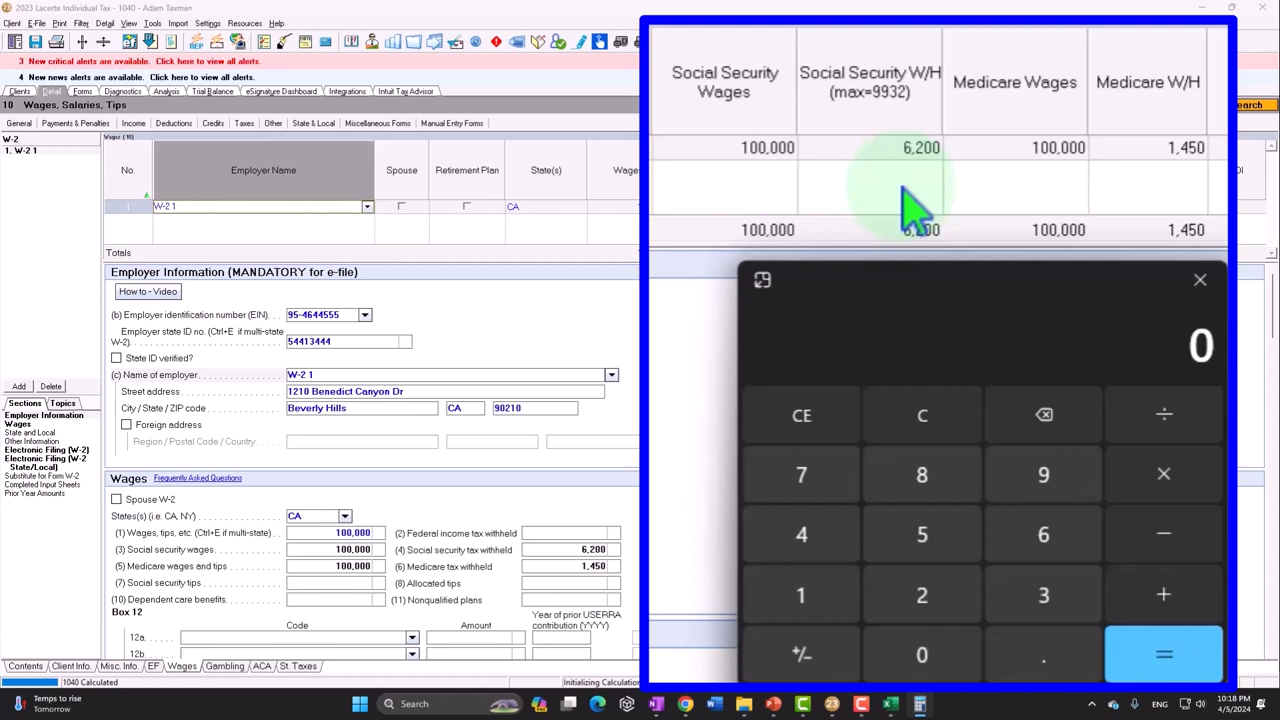 2023 Lacerte Individual Tax - 1040 - Adam Taxman
Client E-File Print Filter Detail View Tools Import Settings Resources Help
3 New critical alerts are available. Click here to view all alerts.
4 New news alerts are available. Click here to view all alerts.
Clients Detail Forms Diagnostics Analysis Trial Balance eSignature Dashboard Integrations Intuit Tax Advisor
10 Wages, Salaries, Tips
earch
General Payments & Penalties Income Deductions Credits Taxes Other State & Local Miscellaneous Forms Manual Entry Forms
W-2
1. W-2 1
Wages (10)
No. Employer Name Spouse Retirement Plan State(s) Wages
1 W-2 1 CA
Totals
Social Security Wages
Social Security W/H (max=9932)
Medicare Wages
Medicare W/H
100,000 6,200 100,000 1,450
100,000 6,200 100,000 1,450
Employer Information (MANDATORY for e-file)
How to - Video
(b) Employer identification number (EIN). . 95-4644555
Employer state ID no. (Ctrl+E if multi-state
W-2). . 54413444
State ID verified?
(c) Name of employer W-2 1
Street address 1210 Benedict Canyon Dr
City / State / ZIP code Beverly Hills CA 90210
Foreign address
Region / Postal Code / Country
Add Delete
Sections Topics
Employer Information
Wages
State and Local
Other Information
Electronic Filing (W-2)
Electronic Filing (W-2
State/Local)
Substitute for Form W-2
Completed Input Sheets
Prior Year Amounts
Wages Frequently Asked Questions
Spouse W-2
States(s) (i.e. CA, NY) CA
(1) Wages, tips, etc. (Ctrl+E if multi-state) 100,000 (2) Federal income tax withheld
(3) Social security wages 100,000 (4) Social security tax withheld 6,200
(5) Medicare wages and tips 100,000 (6) Medicare tax withheld 1,450
(7) Social security tips (8) Allocated tips
(10) Dependent care benefits (11) Nonqualified plans
Box 12
Code Amount Year of prior USERRA
contribution (YYYY)
12a
12b
0
CE C ÷
7 8 9 ×
4 5 6 −
1 2 3 +
+/- 0 . =
Contents Client Info. Misc. Info. EF Wages Gambling ACA St. Taxes
1040 Calculated Initializing Calculation
Temps to rise
Tomorrow
Search
23
ENG
10:18 PM
4/5/2024